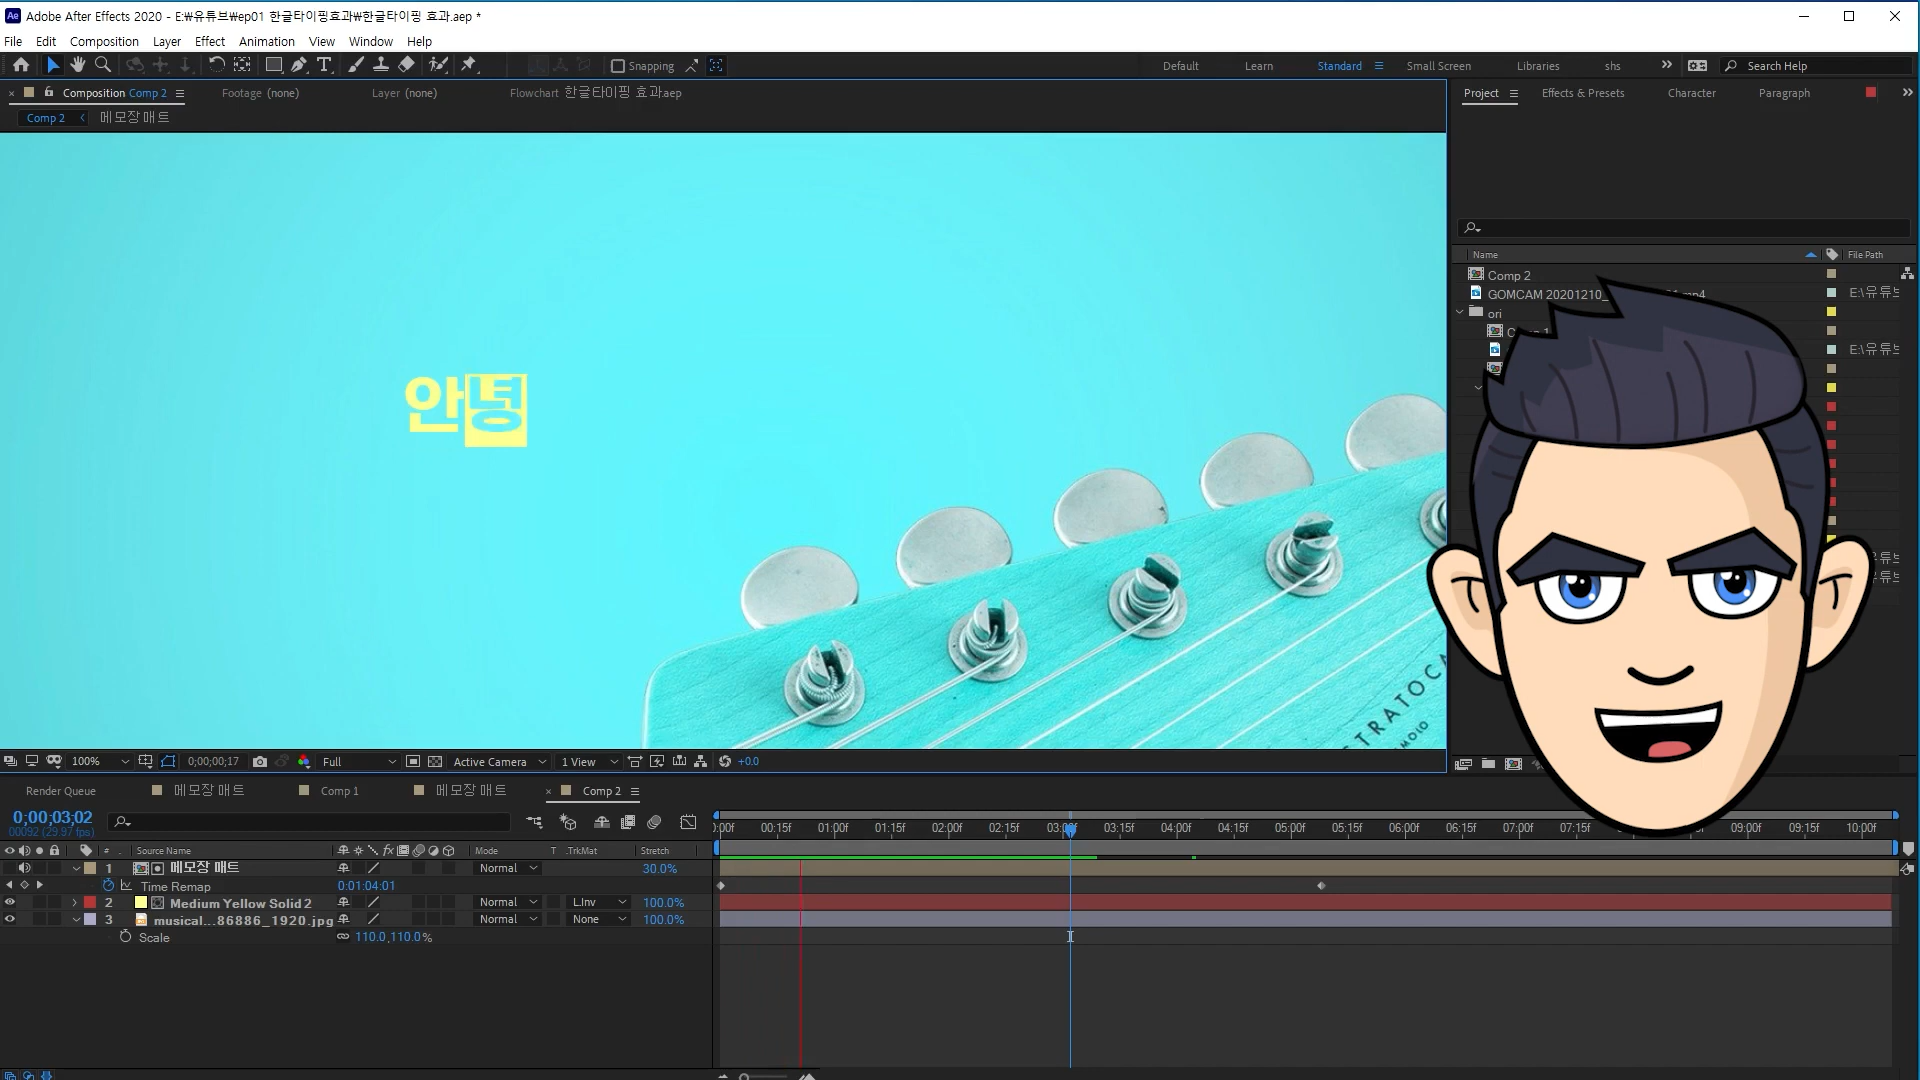 Adobe After Effects 2020 - E:₩유튜브₩ep01 한글타이핑효과₩한글타이핑 효과.aep *
File Edit Composition Layer Effect Animation View Window Help
Snapping Default Learn Standard Small Screen Libraries shs Search Help
Composition Comp 2 Footage (none) Layer (none) Flowchart 한글타이핑 효과.aep
Project Effects & Presets Character Paragraph
Comp 2 메모장 매트
Name File Path
Comp 2
GOMCAM 20201210_
ori
안녕
STRATOCA
100% 0;00;00;17 Full Active Camera 1 View +0.0
Render Queue 메모장 매트 Comp 1 메모장 매트 Comp 2
0;00;03;02
00092 (29.97 fps)
0:00f 00:15f 01:00f 01:15f 02:00f 02:15f 03:15f 04:00f 04:15f 05:00f 05:15f 06:00f 06:15f 07:00f 07:15f 09:00f 09:15f 10:00f
# Source Name Mode T .TrkMat Stretch
1 메모장 매트 Normal 30.0%
Time Remap 0:01:04:01
2 Medium Yellow Solid 2 Normal L.Inv 100.0%
3 musical...86886_1920.jpg Normal None 100.0%
Scale 110.0,110.0%